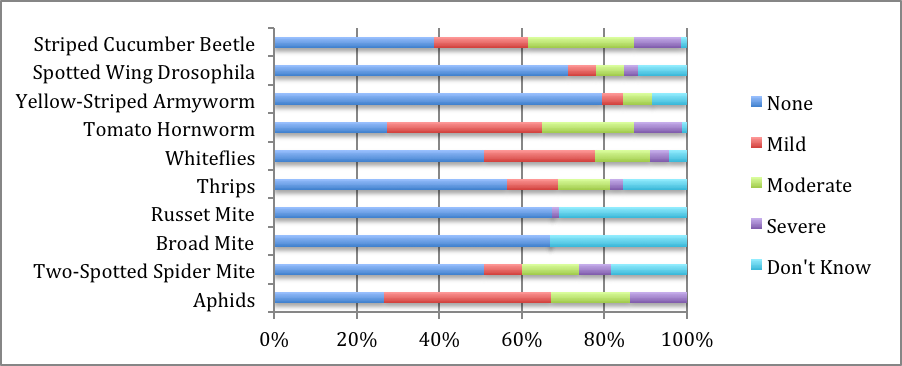 Striped Cucumber Beetle
Spotted Wing Drosophila
Yellow-Striped Armyworm
Tomato Hornworm
Whiteflies
Thrips
Russet Mite
Broad Mite
Two-Spotted Spider Mite
Aphids
0% 20% 40% 60% 80% 100%
None
Mild
Moderate
Severe
Don't Know